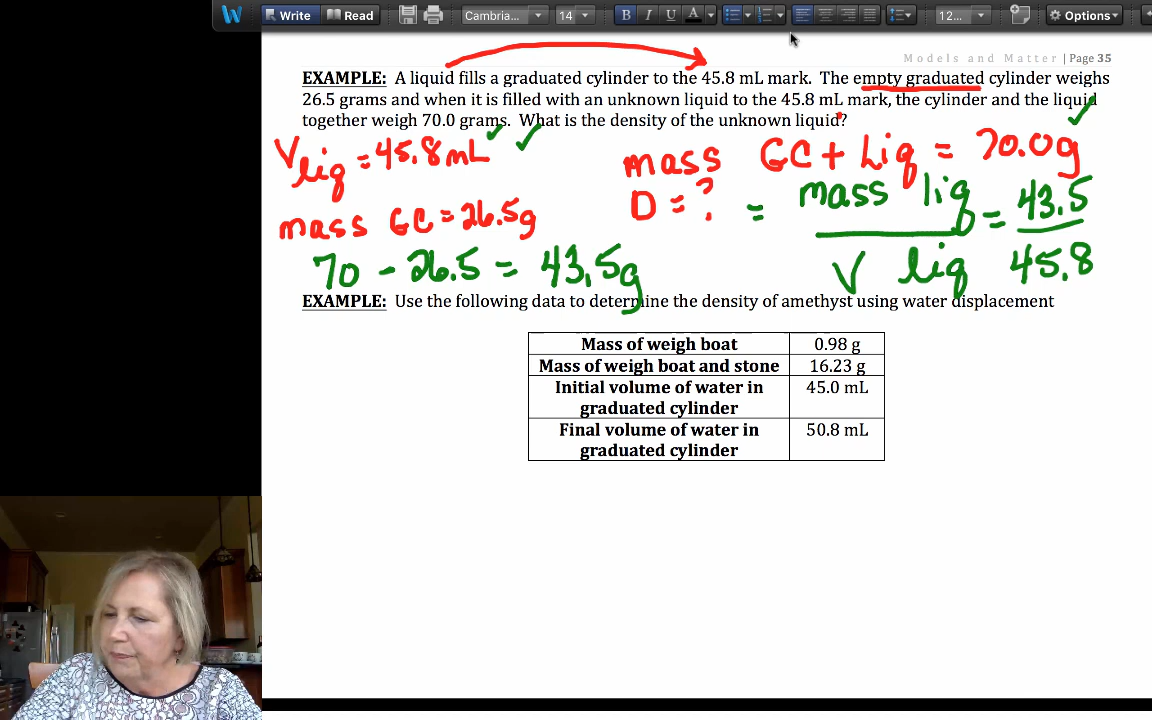 W Write Read Cambria... 14 B I U A 12... Options
Models and Matter | Page 35
EXAMPLE: A liquid fills a graduated cylinder to the 45.8 mL mark. The empty graduated cylinder weighs
26.5 grams and when it is filled with an unknown liquid to the 45.8 mL mark, the cylinder and the liquid
together weigh 70.0 grams. What is the density of the unknown liquid?
Vliq = 45.8 mL
mass GC + Liq = 70.0g
mass GC = 26.5g
D = ? = mass liq = 43.5
V liq 45.8
70 - 26.5 = 43.5g
EXAMPLE: Use the following data to determine the density of amethyst using water displacement
Mass of weigh boat 0.98 g
Mass of weigh boat and stone 16.23 g
Initial volume of water in 45.0 mL
graduated cylinder
Final volume of water in 50.8 mL
graduated cylinder